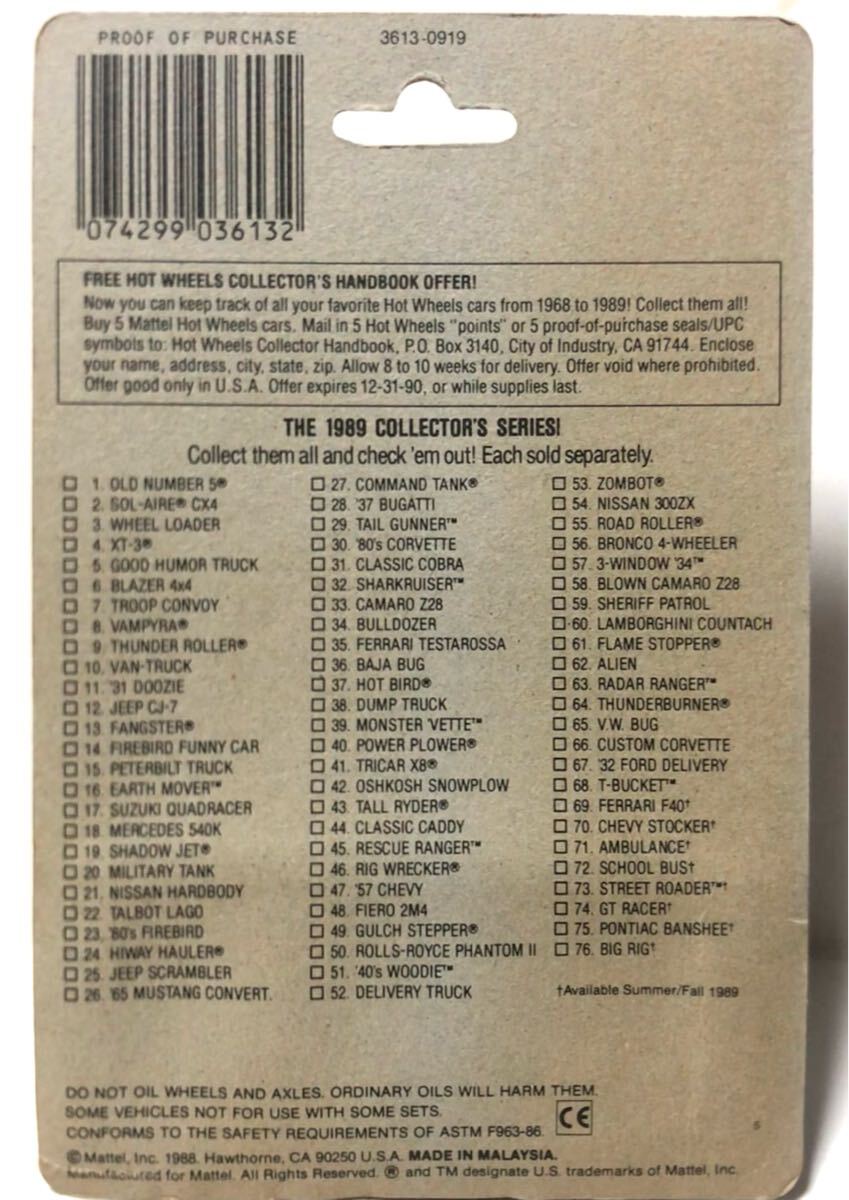 PROOF OF PURCHASE 3613-0919
074299 036132
FREE HOT WHEELS COLLECTOR'S HANDBOOK OFFER!
Now you can keep track of all your favorite Hot Wheels cars from 1968 to 1989! Collect them all!
Buy 5 Mattel Hot Wheels cars. Mail in 5 Hot Wheels "points" or 5 proof-of-purchase seals/UPC
symbols to: Hot Wheels Collector Handbook, P.O. Box 3140, City of Industry, CA 91744. Enclose
your name, address, city, state, zip. Allow 8 to 10 weeks for delivery. Offer void where prohibited.
Offer good only in U.S.A. Offer expires 12-31-90, or while supplies last.
THE 1989 COLLECTOR'S SERIES!
Collect them all and check 'em out! Each sold separately.
☐ 1. OLD NUMBER 5®
☐ 2. SOL-AIRE® CX4
☐ 3. WHEEL LOADER
☐ 4. XT-3®
☐ 5. GOOD HUMOR TRUCK
☐ 6. BLAZER 4x4
☐ 7. TROOP CONVOY
☐ 8. VAMPYRA®
☐ 9. THUNDER ROLLER®
☐ 10. VAN-TRUCK
☐ 11. '31 DOOZIE
☐ 12. JEEP CJ-7
☐ 13. FANGSTER®
☐ 14. FIREBIRD FUNNY CAR
☐ 15. PETERBILT TRUCK
☐ 16. EARTH MOVER™
☐ 17. SUZUKI QUADRACER
☐ 18. MERCEDES 540K
☐ 19. SHADOW JET®
☐ 20. MILITARY TANK
☐ 21. NISSAN HARDBODY
☐ 22. TALBOT LAGO
☐ 23. '80's FIREBIRD
☐ 24. HIWAY HAULER®
☐ 25. JEEP SCRAMBLER
☐ 26. '65 MUSTANG CONVERT.
☐ 27. COMMAND TANK®
☐ 28. '37 BUGATTI
☐ 29. TAIL GUNNER™
☐ 30. '80's CORVETTE
☐ 31. CLASSIC COBRA
☐ 32. SHARKRUISER™
☐ 33. CAMARO Z28
☐ 34. BULLDOZER
☐ 35. FERRARI TESTAROSSA
☐ 36. BAJA BUG
☐ 37. HOT BIRD®
☐ 38. DUMP TRUCK
☐ 39. MONSTER 'VETTE™
☐ 40. POWER PLOWER®
☐ 41. TRICAR X8®
☐ 42. OSHKOSH SNOWPLOW
☐ 43. TALL RYDER®
☐ 44. CLASSIC CADDY
☐ 45. RESCUE RANGER™
☐ 46. RIG WRECKER®
☐ 47. '57 CHEVY
☐ 48. FIERO 2M4
☐ 49. GULCH STEPPER®
☐ 50. ROLLS-ROYCE PHANTOM II
☐ 51. '40's WOODIE™
☐ 52. DELIVERY TRUCK
☐ 53. ZOMBOT®
☐ 54. NISSAN 300ZX
☐ 55. ROAD ROLLER®
☐ 56. BRONCO 4-WHEELER
☐ 57. 3-WINDOW '34™
☐ 58. BLOWN CAMARO Z28
☐ 59. SHERIFF PATROL
☐ 60. LAMBORGHINI COUNTACH
☐ 61. FLAME STOPPER®
☐ 62. ALIEN
☐ 63. RADAR RANGER™
☐ 64. THUNDERBURNER®
☐ 65. V.W. BUG
☐ 66. CUSTOM CORVETTE
☐ 67. '32 FORD DELIVERY
☐ 68. T-BUCKET™
☐ 69. FERRARI F40†
☐ 70. CHEVY STOCKER†
☐ 71. AMBULANCE†
☐ 72. SCHOOL BUS†
☐ 73. STREET ROADER™†
☐ 74. GT RACER†
☐ 75. PONTIAC BANSHEE†
☐ 76. BIG RIG†
†Available Summer/Fall 1989
DO NOT OIL WHEELS AND AXLES. ORDINARY OILS WILL HARM THEM.
SOME VEHICLES NOT FOR USE WITH SOME SETS.
CONFORMS TO THE SAFETY REQUIREMENTS OF ASTM F963-86. CE
© Mattel, Inc. 1988. Hawthorne, CA 90250 U.S.A. MADE IN MALAYSIA.
Manufactured for Mattel. All Rights Reserved. ® and TM designate U.S. trademarks of Mattel, Inc.